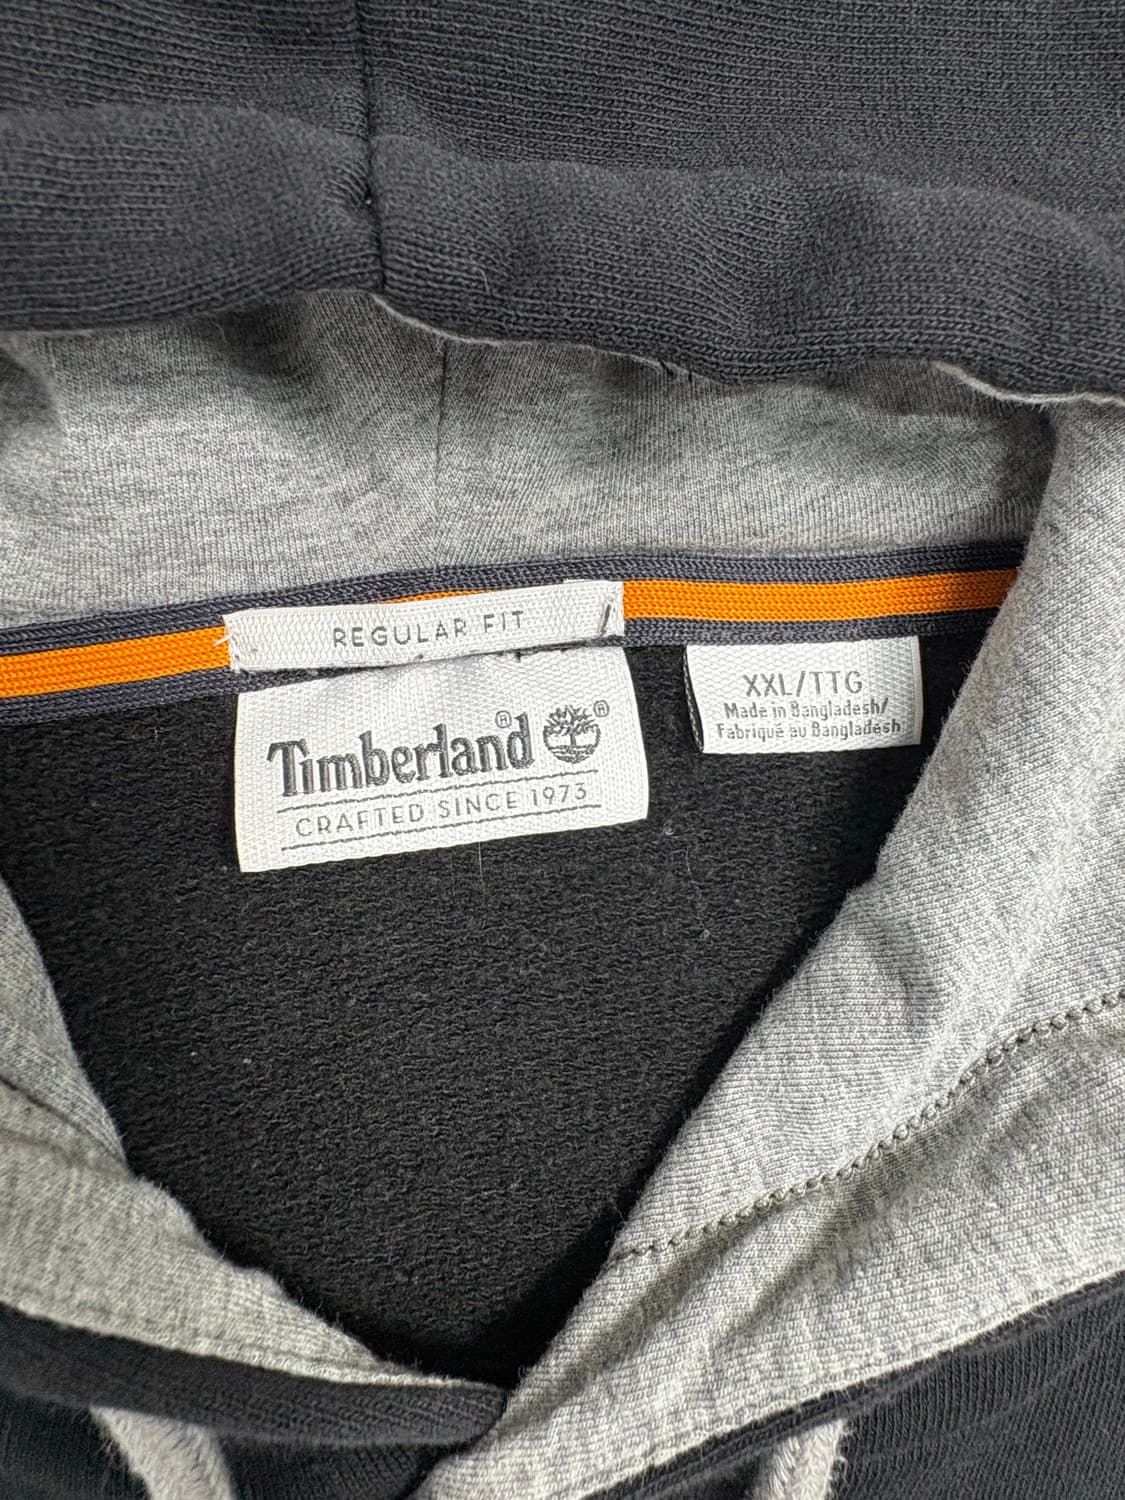 REGULAR FIT
Timberland®®
CRAFTED SINCE 1973
XXL/TTG
Made in Bangladesh/
Fabriqué au Bangladesh